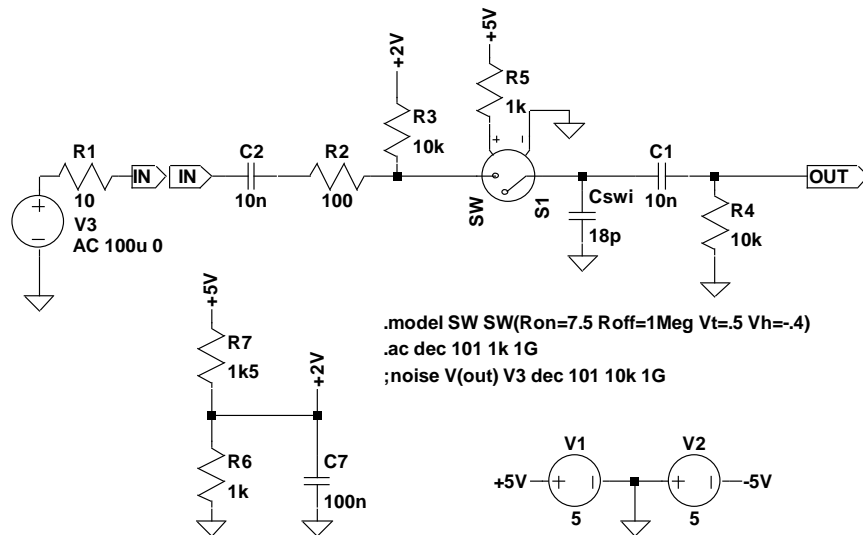 +5V
+2V
R5
1k
+
−
R3
10k
R1
10
IN
IN
C2
10n
R2
100
SW
S1
Cswi
18p
C1
10n
OUT
R4
10k
+
−
V3
AC 100u 0
+5V
R7
1k5
+2V
R6
1k
C7
100n
.model SW SW(Ron=7.5 Roff=1Meg Vt=.5 Vh=-.4)
.ac dec 101 1k 1G
;noise V(out) V3 dec 101 10k 1G
V1
V2
+5V
+
−
+
−
-5V
5
5